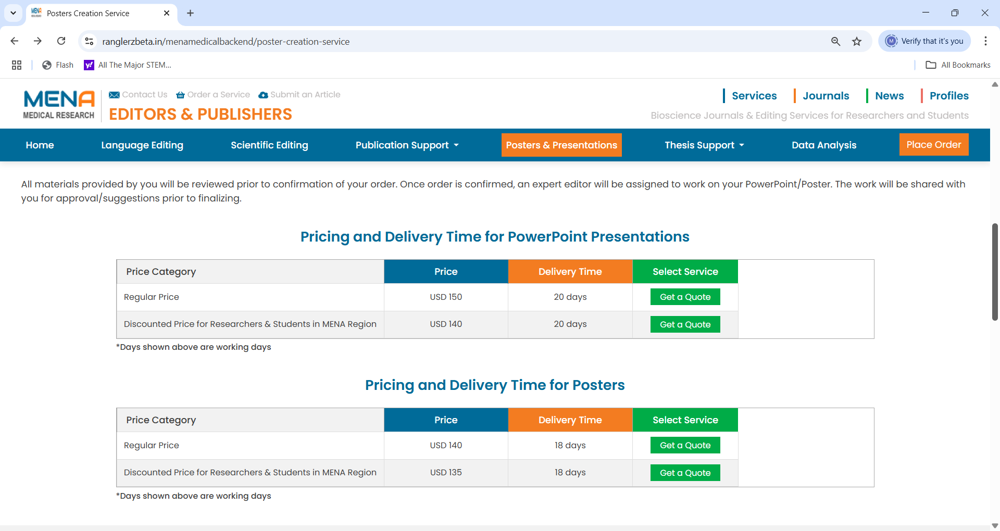 MENA
MEDICAL RESEARCH
Posters Creation Service
ranglerzbeta.in/menamedicalbackend/poster-creation-service
M
Verify that it's you
Flash
y!
All The Major STEM...
All Bookmarks
MENA
MEDICAL RESEARCH
Contact Us
Order a Service
Submit an Article
EDITORS & PUBLISHERS
Services
Journals
News
Profiles
Bioscience Journals & Editing Services for Researchers and Students
Home
Language Editing
Scientific Editing
Publication Support
Posters & Presentations
Thesis Support
Data Analysis
Place Order
All materials provided by you will be reviewed prior to confirmation of your order. Once order is confirmed, an expert editor will be assigned to work on your PowerPoint/Poster. The work will be shared with
you for approval/suggestions prior to finalizing.
Pricing and Delivery Time for PowerPoint Presentations
Price Category
Price
Delivery Time
Select Service
Regular Price
USD 150
20 days
Get a Quote
Discounted Price for Researchers & Students in MENA Region
USD 140
20 days
Get a Quote
*Days shown above are working days
Pricing and Delivery Time for Posters
Price Category
Price
Delivery Time
Select Service
Regular Price
USD 140
18 days
Get a Quote
Discounted Price for Researchers & Students in MENA Region
USD 135
18 days
Get a Quote
*Days shown above are working days